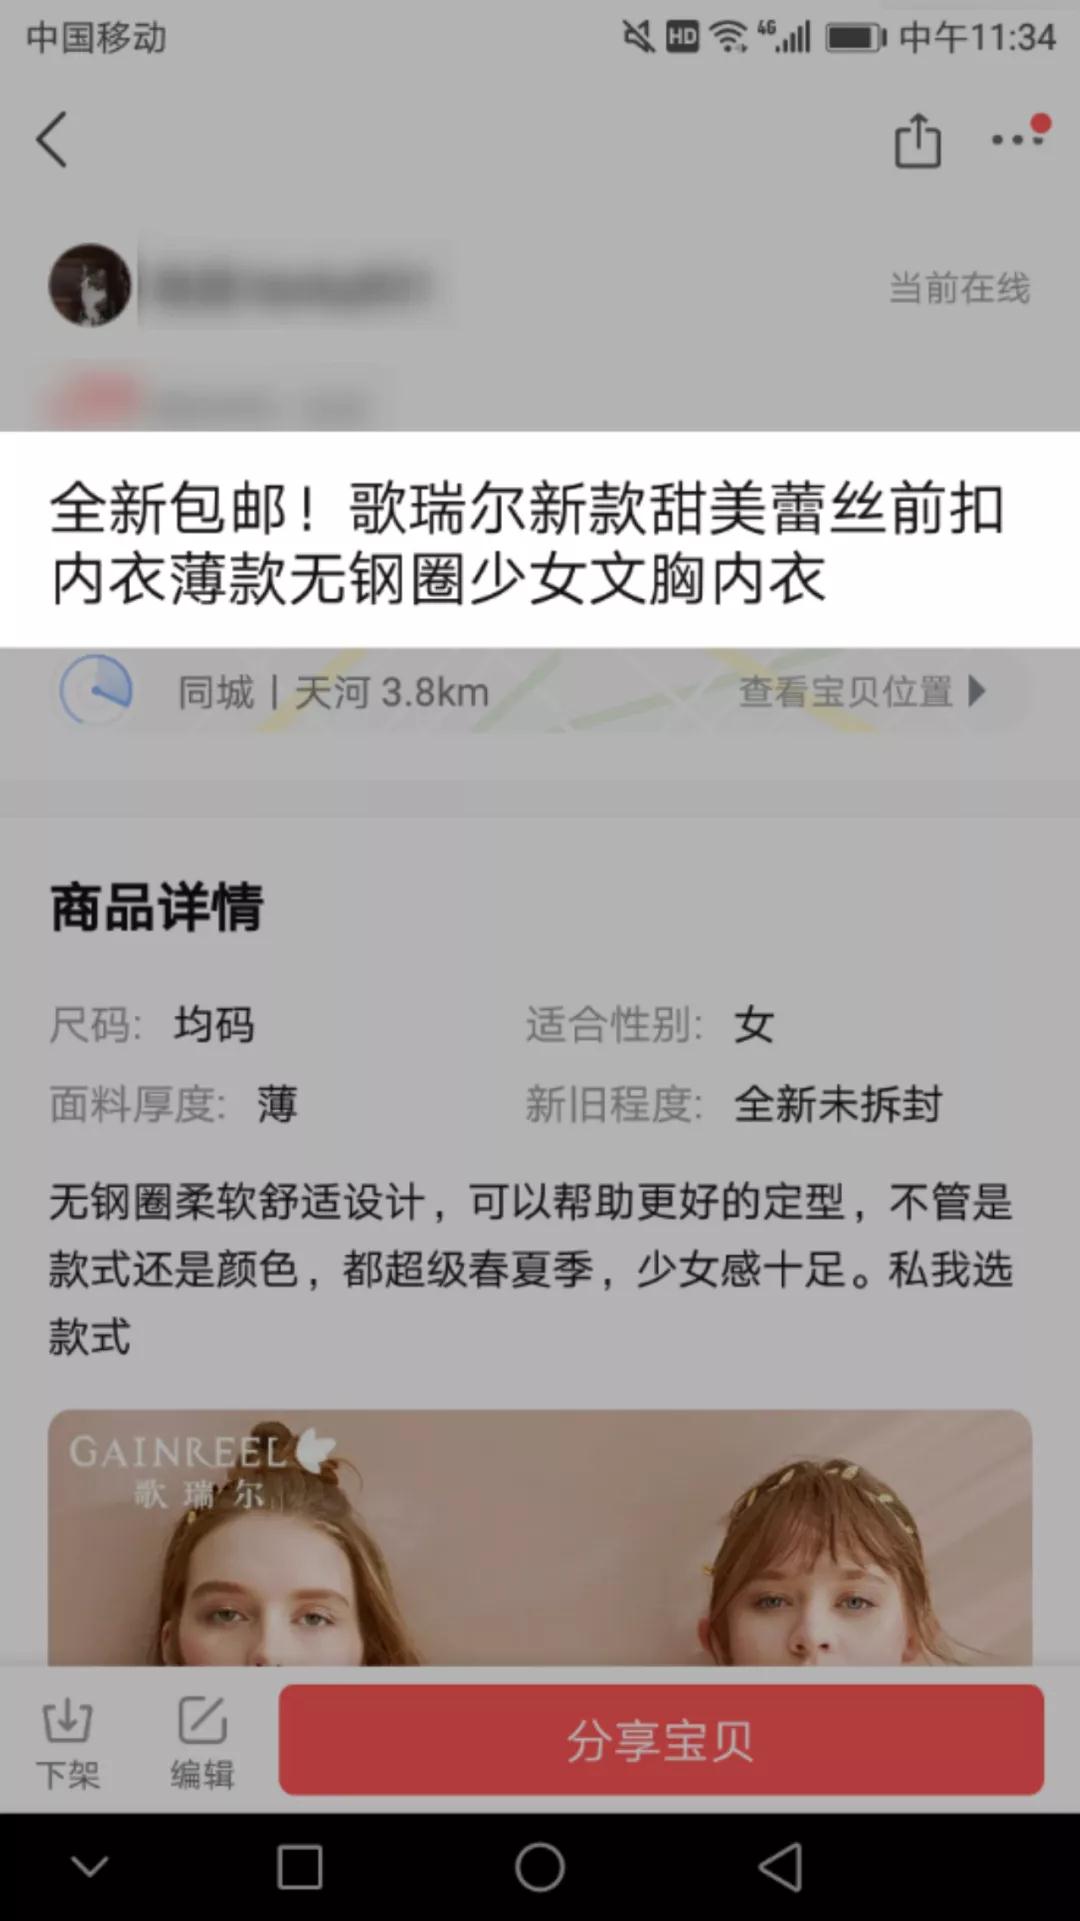 中国移动
HD 4G 中午11:34
当前在线
全新包邮！歌瑞尔新款甜美蕾丝前扣
内衣薄款无钢圈少女文胸内衣
同城 | 天河 3.8km 查看宝贝位置
商品详情
尺码: 均码 适合性别: 女
面料厚度: 薄 新旧程度: 全新未拆封
无钢圈柔软舒适设计，可以帮助更好的定型，不管是
款式还是颜色，都超级春夏季，少女感十足。私我选
款式
GAINREEL
歌瑞尔
下架 编辑 分享宝贝